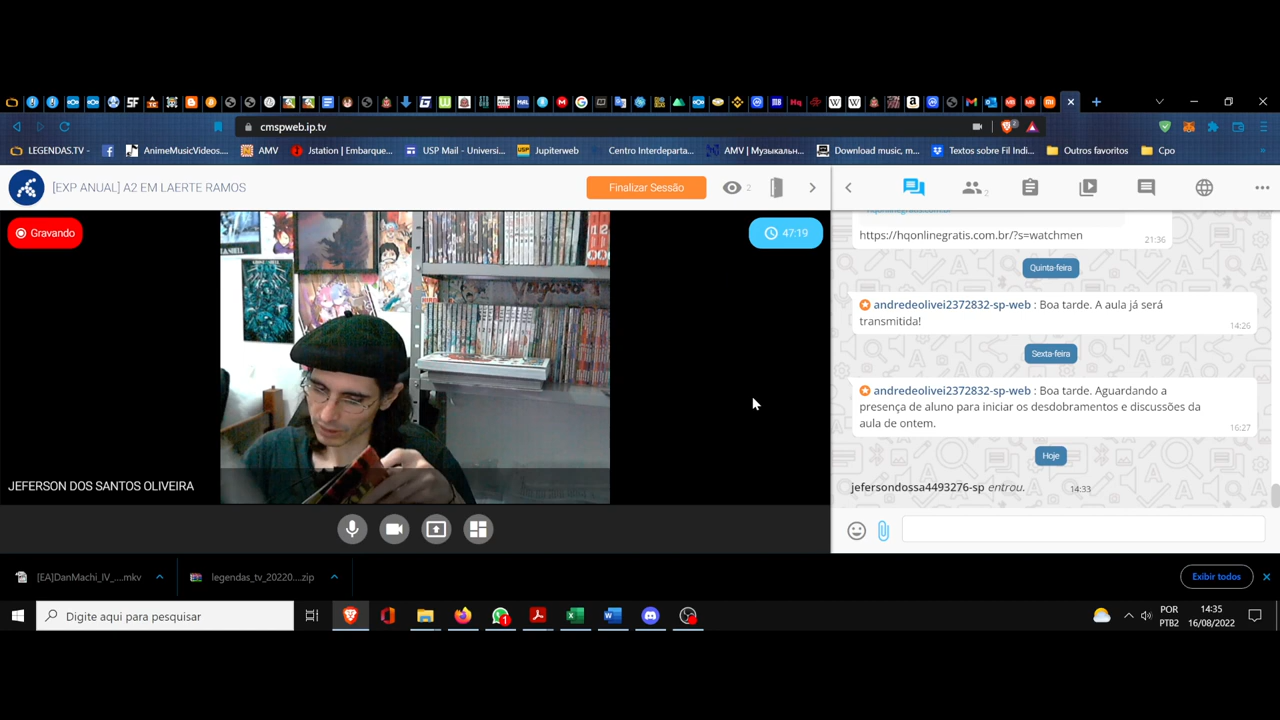 cmspweb.ip.tv
LEGENDAS.TV -
AnimeMusicVideos...
AMV
Jstation | Embarque...
USP Mail - Universi...
Jupiterweb
Centro Interdeparta...
AMV | Музыкальн...
Download music, m...
Textos sobre Fil Indi...
Outros favoritos
Cpo
[EXP ANUAL] A2 EM LAERTE RAMOS
Finalizar Sessão
2
2
Gravando
47:19
JEFERSON DOS SANTOS OLIVEIRA
hqonlinegratis.com.br
https://hqonlinegratis.com.br/?s=watchmen
21:36
Quinta-feira
andredeolivei2372832-sp-web : Boa tarde. A aula já será
transmitida!
14:26
Sexta-feira
andredeolivei2372832-sp-web : Boa tarde. Aguardando a
presença de aluno para iniciar os desdobramentos e discussões da
aula de ontem.
16:27
Hoje
jefersondossa4493276-sp entrou.
14:33
[EA]DanMachi_IV_....mkv
legendas_tv_20220....zip
Exibir todos
Digite aqui para pesquisar
POR
PTB2
14:35
16/08/2022